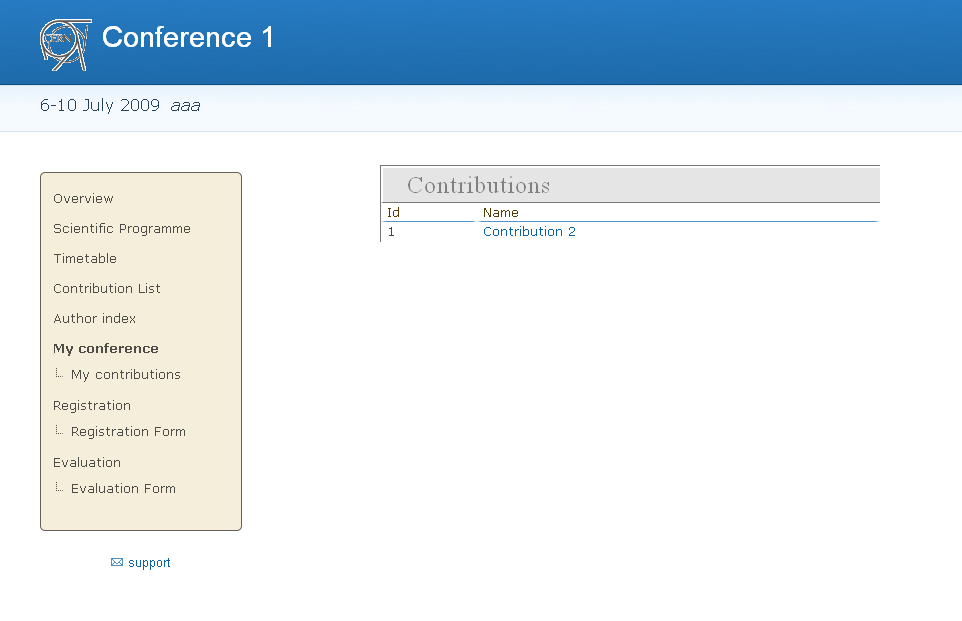 CERN
Conference 1
6-10 July 2009 aaa
Overview
Scientific Programme
Timetable
Contribution List
Author index
My conference
My contributions
Registration
Registration Form
Evaluation
Evaluation Form
support
Contributions
Id Name
1 Contribution 2